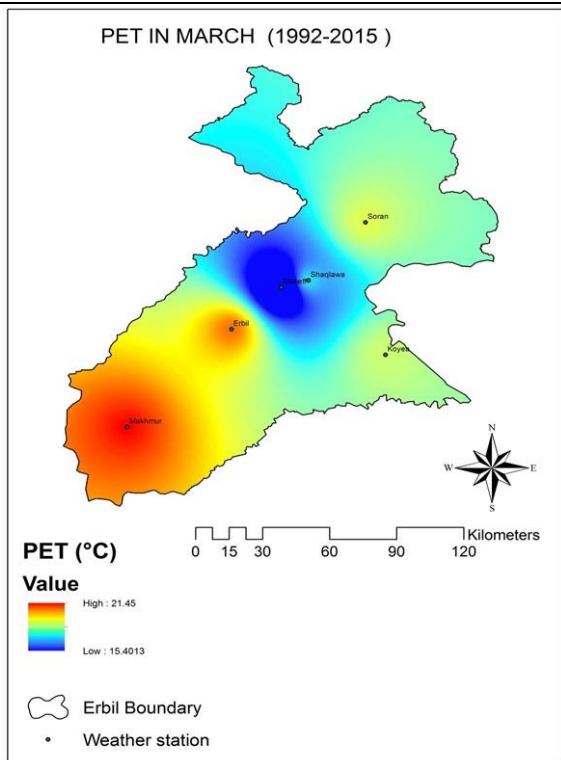 PET IN MARCH (1992-2015 )
Soran
Shaqlawa
Erbil
Koyea
Makhmur
N
W E
S
Kilometers
0 15 30 60 90 120
PET (°C)
Value
High : 21.45
Low : 15.4013
Erbil Boundary
Weather station